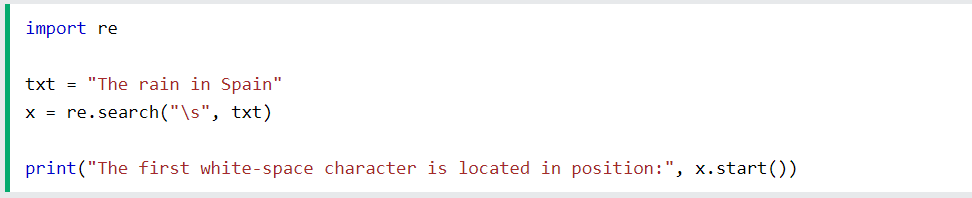 import re
txt = "The rain in Spain"
x = re.search("\s", txt)
print("The first white-space character is located in position:", x.start())